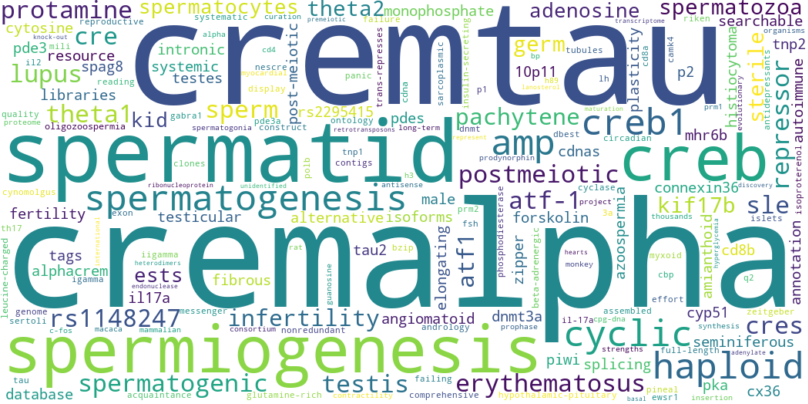 protamine spermatocytes theta2 monophosphate adenosine spermatozoa
reproductive systematic curation failure transcriptome riken searchable
cytosine cre knock-out alpha premeiotic germ organisms
pde3 mili intronic cremtau tubules cd8a tnp2
lupus resource spag8 systemic testes il2 cd4 nescre
post-meiotic trans-represses sarcoplasmic insulin-secreting
myocardial panic cdna display bp n89 lh camk4 plasticity
10p11 p2 p1 histiocytoma sterile antidepressants autoimmune
reading libraries sperm rs2295415 pdes pachytene creb1 prm1 evolutionary
quality proteome theta1 kid gabra1 pde3a ontology long-term dnmt
oligozoospermia spermatogonia construct retrotransposons represent maturation circadian mhr6b repressor
spermatid amp dbest cdnas creb isoproterenol
clones tnp1 contigs polb prodynorphin
cynomolgus ribonucleoprotein unidentified antisense h3 postmeiotic cyclase connexin36 discovery
spermatogenesis male atf-1 project kif17b sle
fertility exon testicular alternative isoforms prm2 forskolin 3a thousands islets
th17 tags tau2 bzip fsh elongating atf1 zipper phosphodiesterase azoospermia
cremalpha
leucine-charged alphacrem ests iigamma heterodimers rat guanosine
beta-adrenergic hearts monkey myxoid cbp amianthoid hyperglycemia cd8b q2 annotation
endonuclease igamma il17a fibrous
genome rs1148247 messenger infertility angiomatoid dnmt3a il-17a assembled effort cyp51 zeitgeber
sertoli c-fos macaca mammalian consortium nonredundant andrology prophase cpg-dna cyclic synthesis cres
spermiogenesis piwi strengths full-length seminiferous
splicing haploid adenylate
tau database acquaintance spermatogenic testis failing erythematosus pka cx36
glutamine-rich contractility comprehensive hypothalamic-pituitary basal ewsr1 pineal insertion